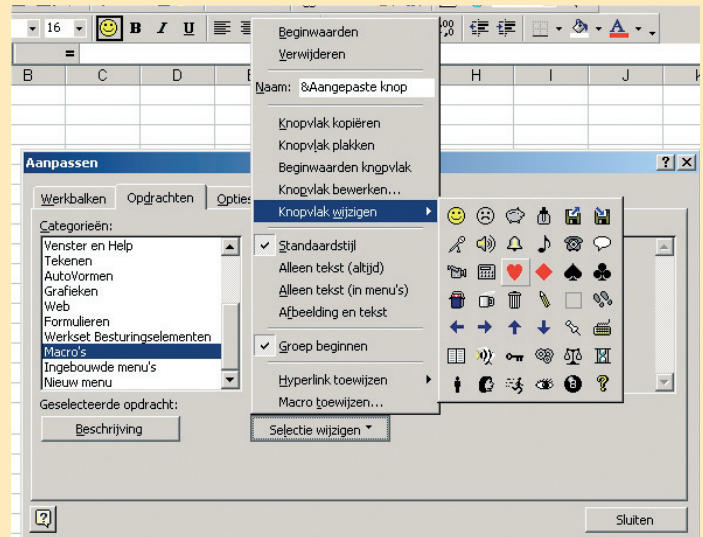 16 B I U
=
B C D H I J
Beginwaarden
Verwijderen
Naam: &Aangepaste knop
Knopvlak kopiëren
Knopvlak plakken
Beginwaarden knopvlak
Knopvlak bewerken...
Knopvlak wijzigen
Standaardstijl
Alleen tekst (altijd)
Alleen tekst (in menu's)
Afbeelding en tekst
Groep beginnen
Hyperlink toewijzen
Macro toewijzen...
Aanpassen
Werkbalken Opdrachten Opties
Categorieën:
Venster en Help
Tekenen
AutoVormen
Grafieken
Web
Formulieren
Werkset Besturingselementen
Macro's
Ingebouwde menu's
Nieuw menu
Geselecteerde opdracht:
Beschrijving Selectie wijzigen
Sluiten